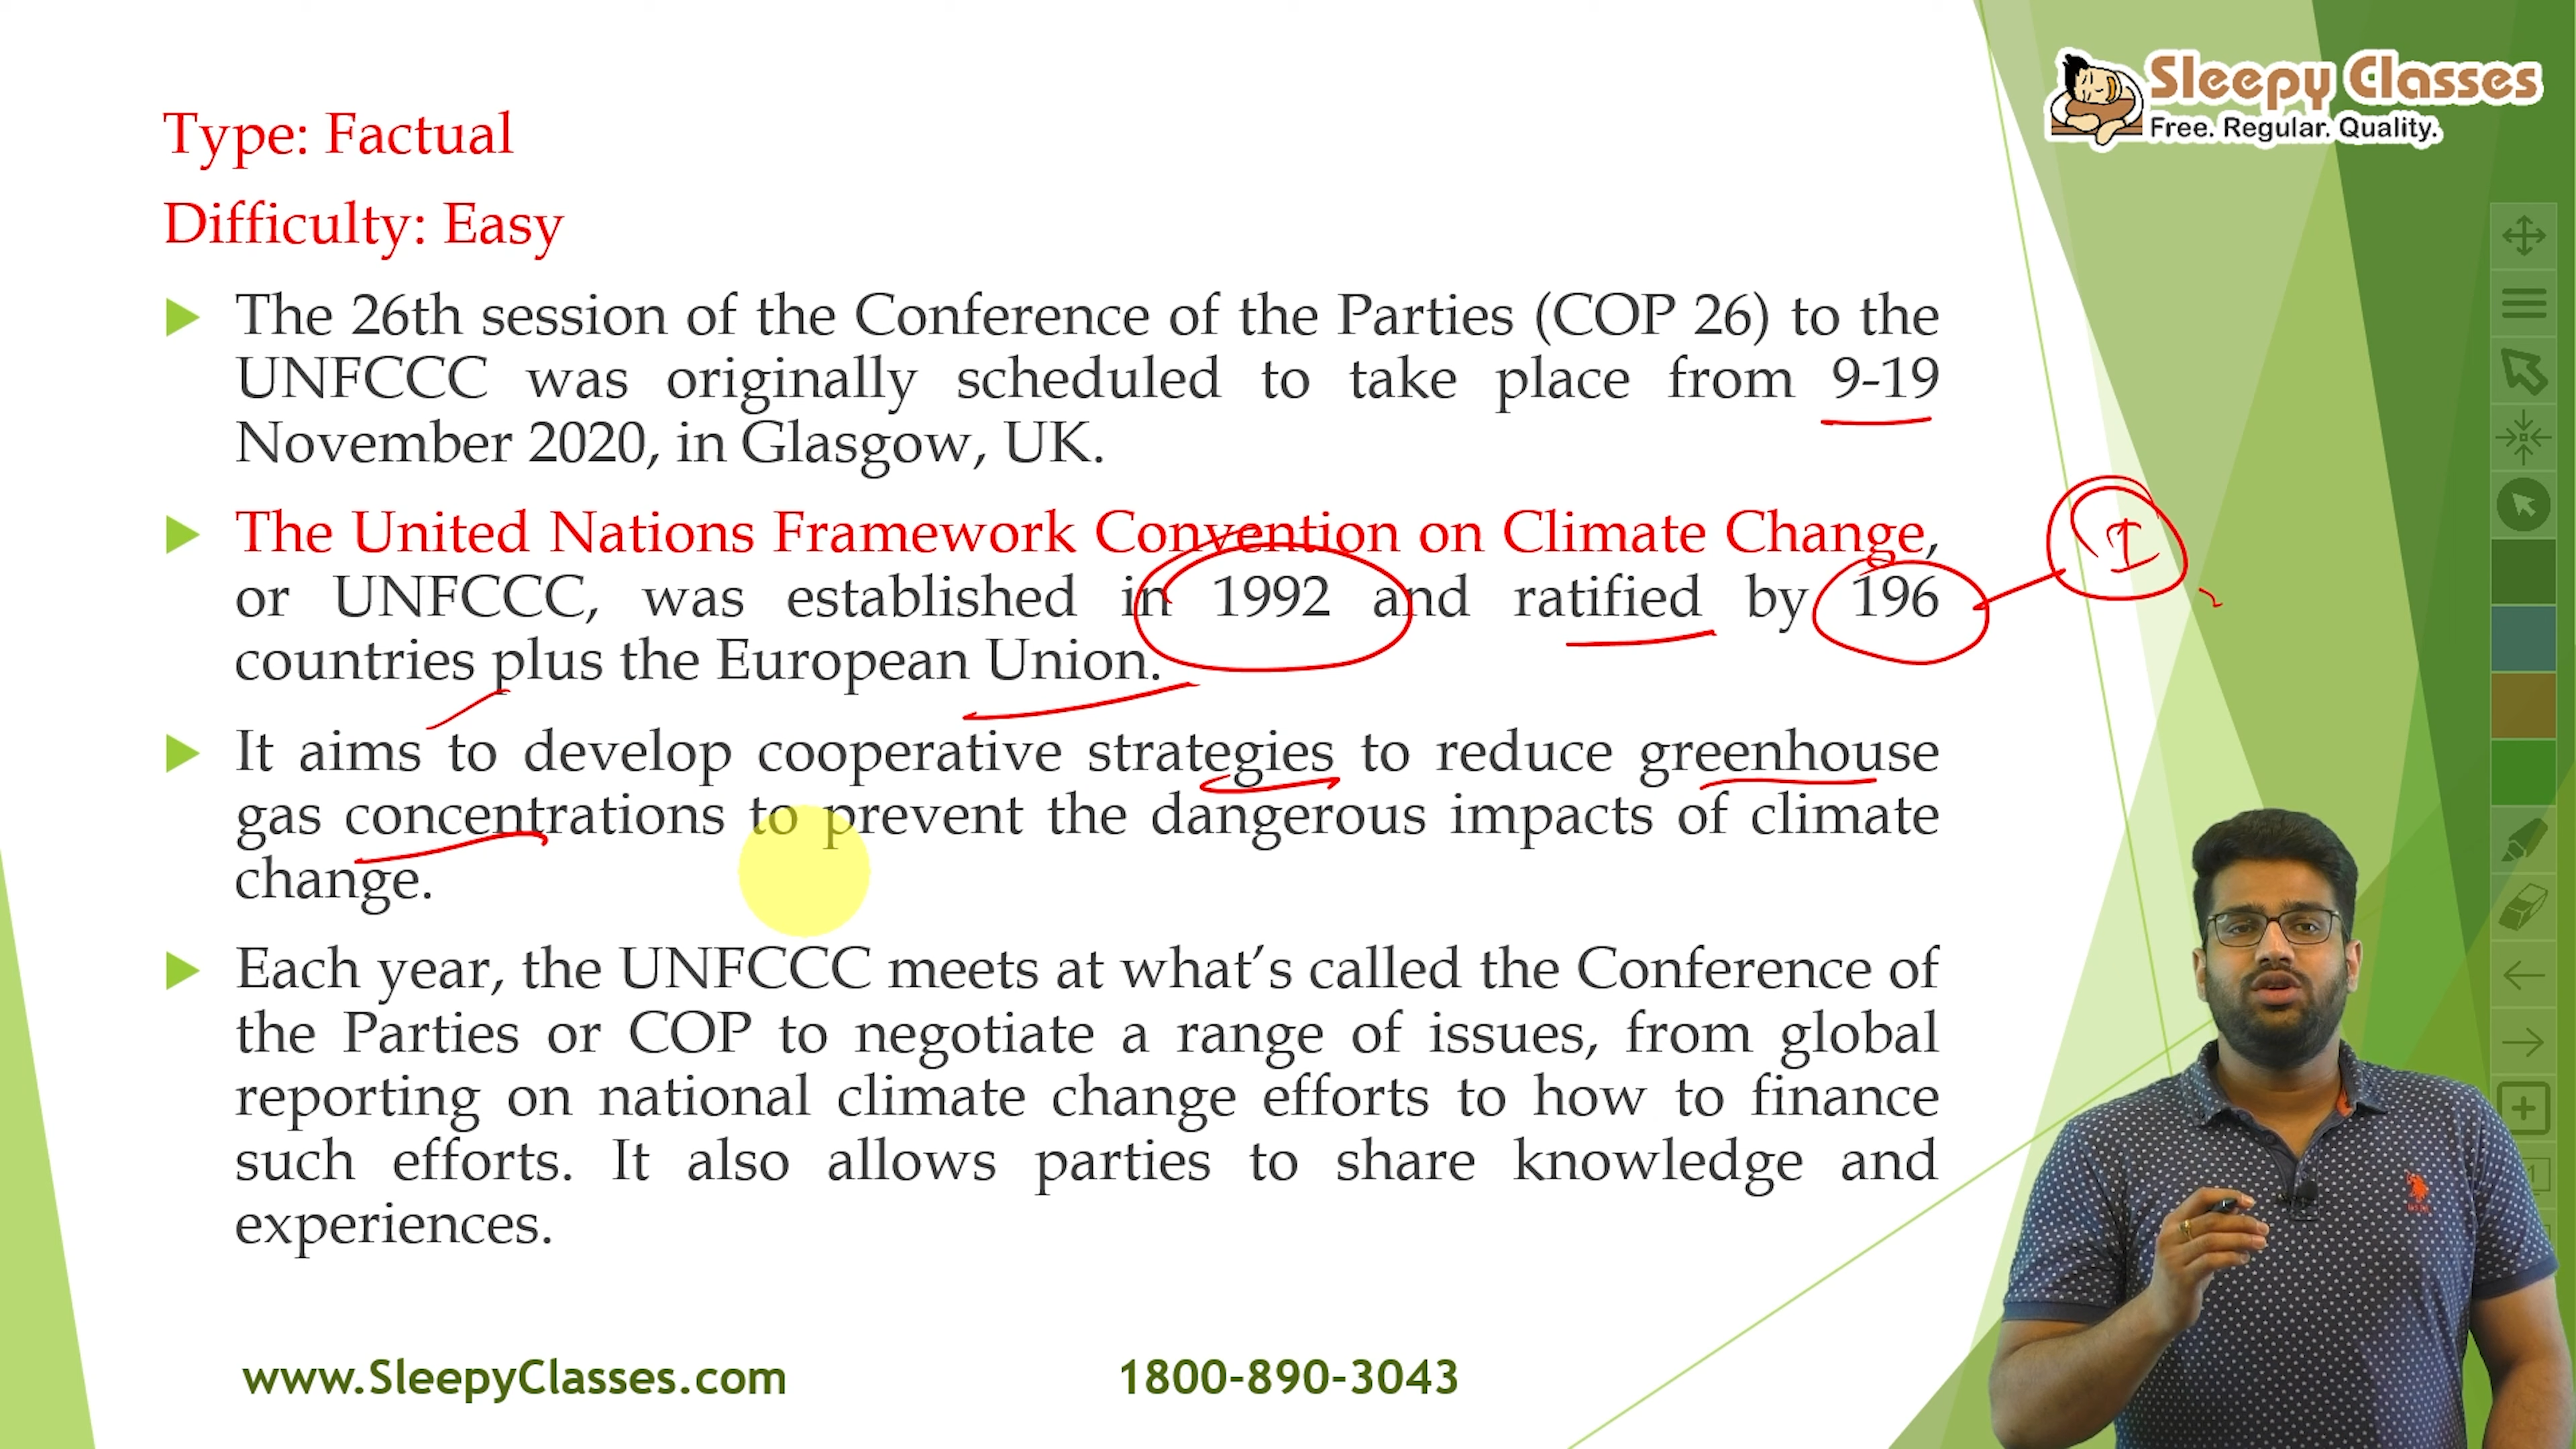 Sleepy Classes
Free. Regular. Quality.
Type: Factual
Difficulty: Easy
The 26th session of the Conference of the Parties (COP 26) to the
UNFCCC was originally scheduled to take place from 9-19
November 2020, in Glasgow, UK.
The United Nations Framework Convention on Climate Change,
or UNFCCC, was established in 1992 and ratified by 196
countries plus the European Union.
I
It aims to develop cooperative strategies to reduce greenhouse
gas concentrations to prevent the dangerous impacts of climate
change.
Each year, the UNFCCC meets at what's called the Conference of
the Parties or COP to negotiate a range of issues, from global
reporting on national climate change efforts to how to finance
such efforts. It also allows parties to share knowledge and
experiences.
www.SleepyClasses.com
1800-890-3043